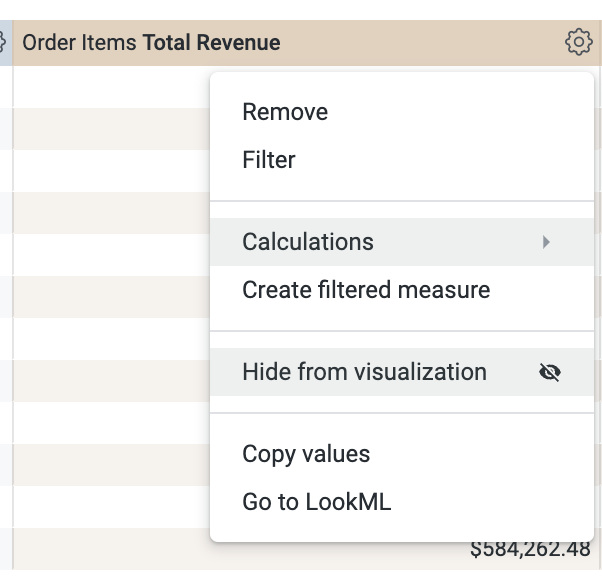 Order Items Total Revenue
Remove
Filter
Calculations
Create filtered measure
Hide from visualization
Copy values
Go to LookML
$584,262.48